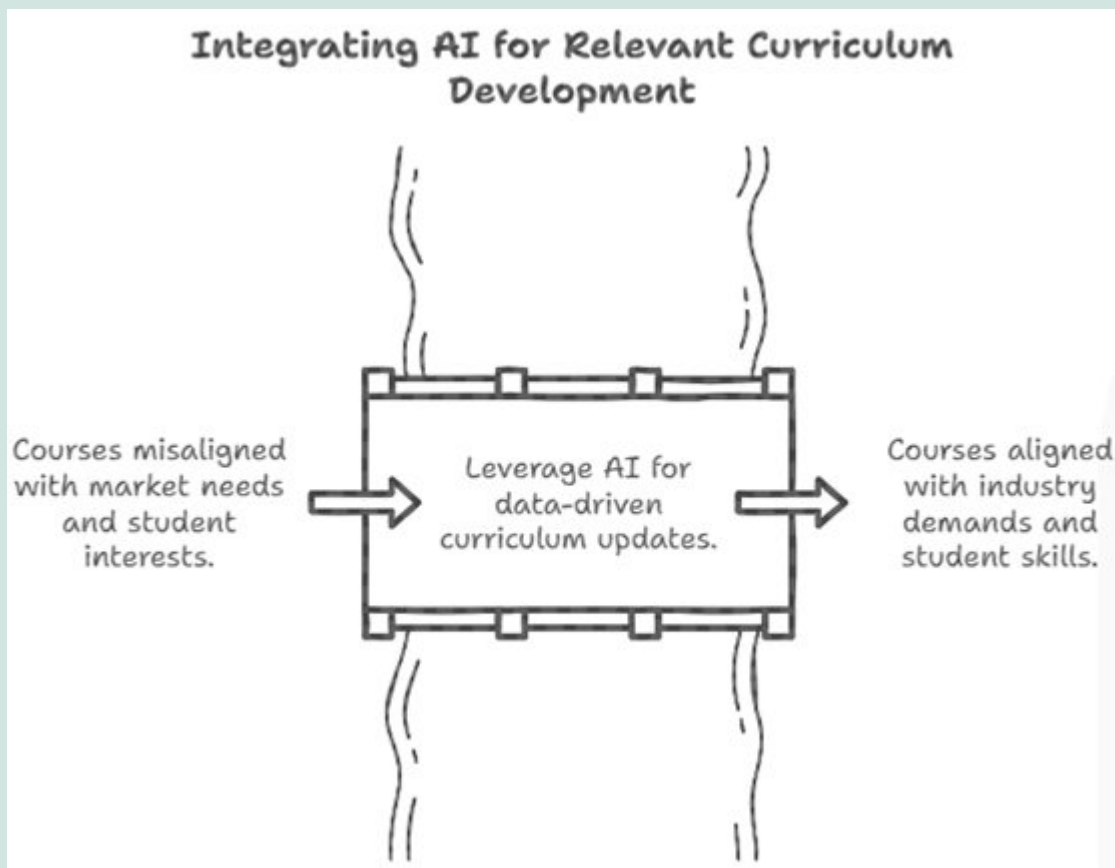 Integrating AI for Relevant Curriculum
Development
Courses misaligned
with market needs
and student
interests.
Leverage AI for
data-driven
curriculum updates.
Courses aligned
with industry
demands and
student skills.